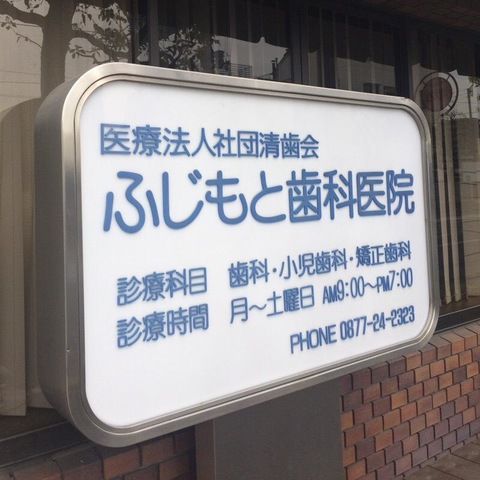 医療法人社団清歯会
ふじもと歯科医院
診療科目 歯科・小児歯科・矯正歯科
診療時間 月〜土曜日 AM9:00〜PM7:00
PHONE 0877-24-2323